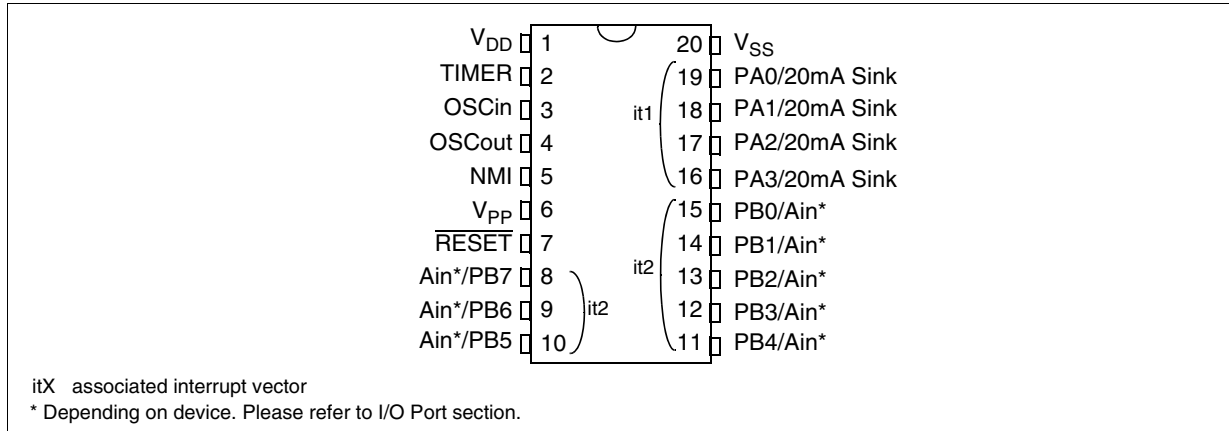 VDD 1 20 VSS
TIMER 2 19 PA0/20mA Sink
OSCin 3 it1 18 PA1/20mA Sink
OSCout 4 17 PA2/20mA Sink
NMI 5 16 PA3/20mA Sink
VPP 6 15 PB0/Ain*
RESET 7 14 PB1/Ain*
Ain*/PB7 8 it2 13 PB2/Ain*
Ain*/PB6 9 it2 12 PB3/Ain*
Ain*/PB5 10 11 PB4/Ain*
itX associated interrupt vector
* Depending on device. Please refer to I/O Port section.